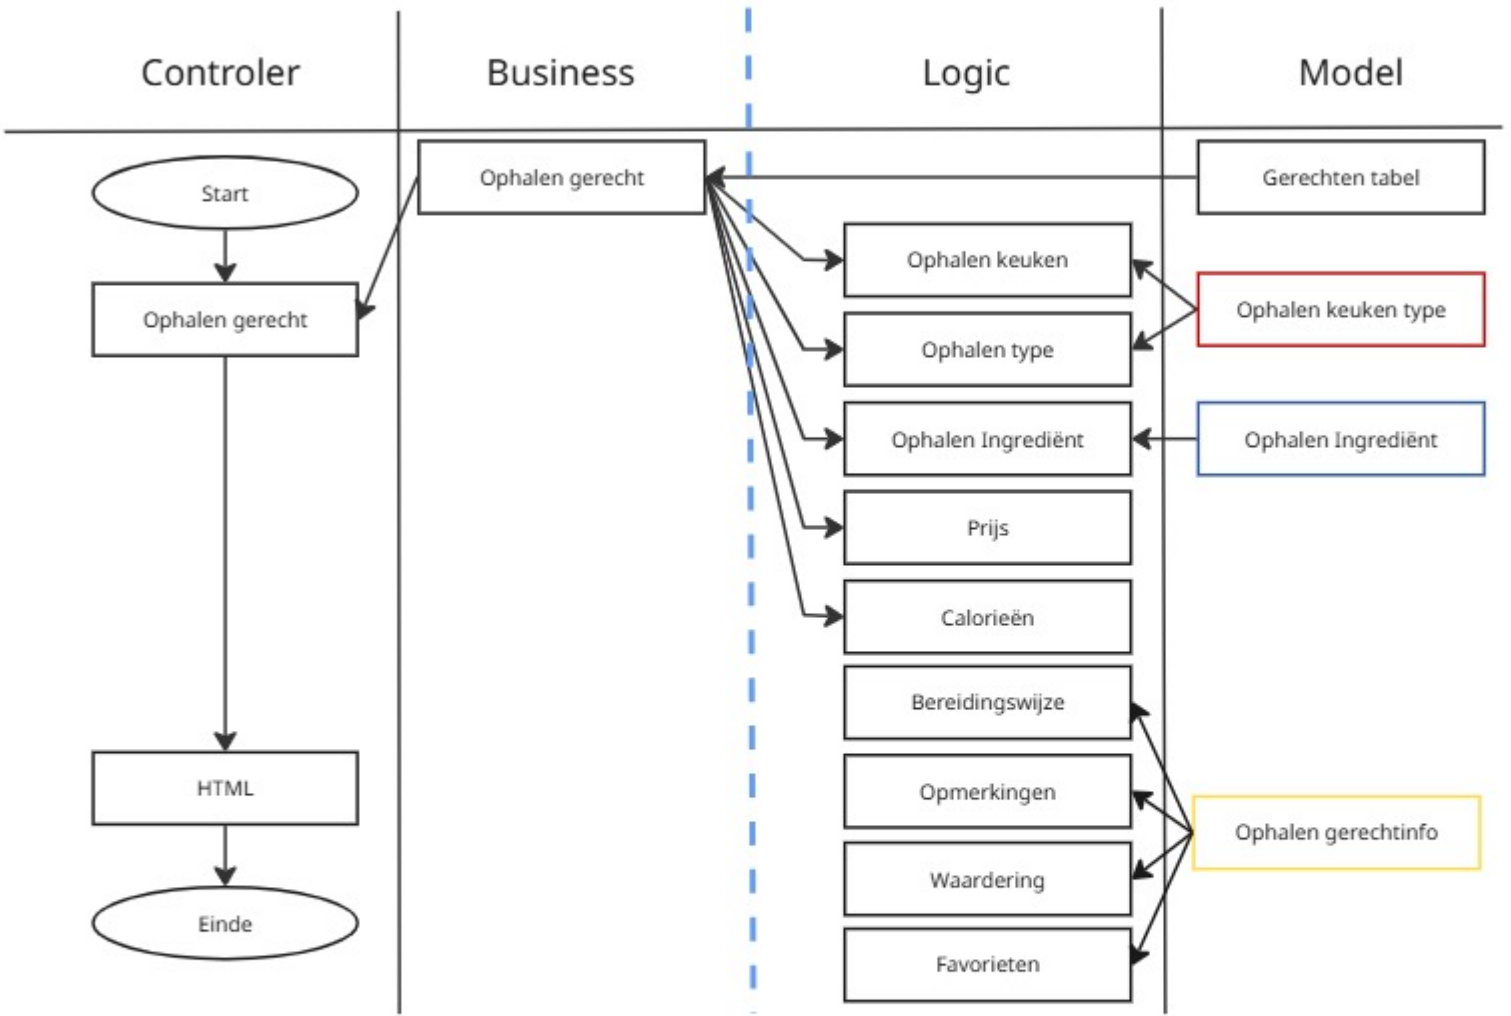 Controler
Business
Logic
Model
Start
Ophalen gerecht
HTML
Einde
Ophalen gerecht
Ophalen keuken
Ophalen type
Ophalen Ingrediënt
Prijs
Calorieën
Bereidingswijze
Opmerkingen
Waardering
Favorieten
Gerechten tabel
Ophalen keuken type
Ophalen Ingrediënt
Ophalen gerechtinfo